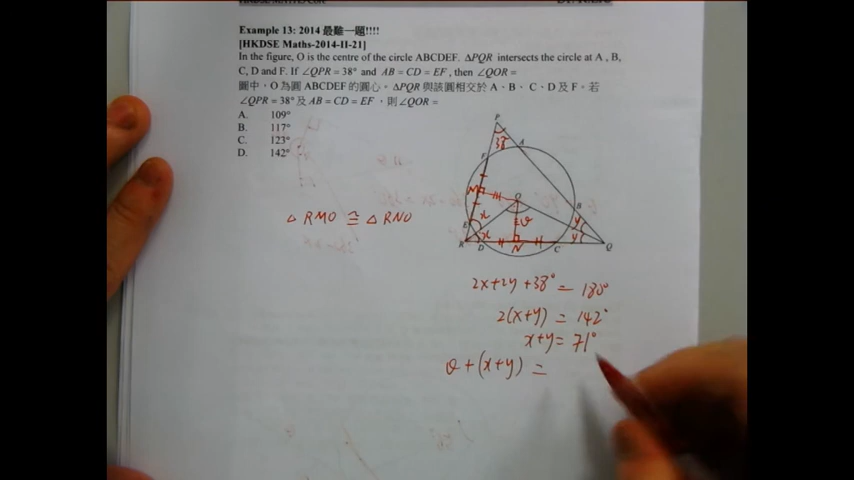 Example 13: 2014 最難一題!!!!
[HKDSE Maths-2014-II-21]
In the figure, O is the centre of the circle ABCDEF. ΔPQR intersects the circle at A , B,
C, D and F. If ∠QPR = 38° and AB = CD = EF , then ∠QOR =
圖中，O 為圓 ABCDEF 的圓心。ΔPQR 與該圓相交於 A、B、C、D 及 F。若
∠QPR = 38° 及 AB = CD = EF ，則 ∠QOR =
A. 109°
B. 117°
C. 123°
D. 142°
P
38°
F
A
M
O
θ
B
E
x
x
y
y
R
D
N
C
Q
△ RMO ≅ △ RNO
2x+2y+38° = 180°
2(x+y) = 142°
x+y = 71°
θ+(x+y) =